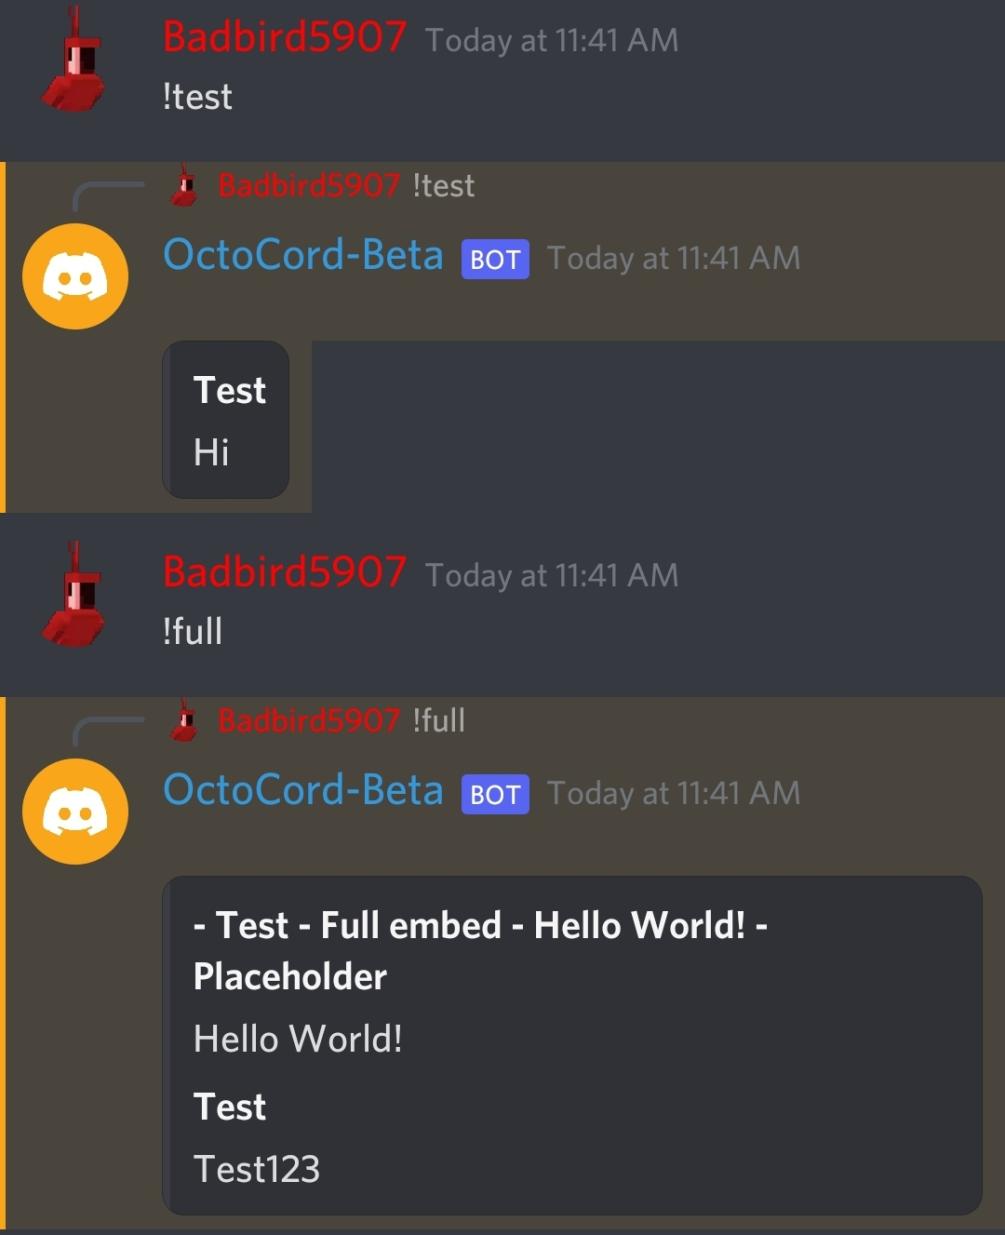 Badbird5907 Today at 11:41 AM
!test
Badbird5907 !test
OctoCord-Beta BOT Today at 11:41 AM
Test
Hi
Badbird5907 Today at 11:41 AM
!full
Badbird5907 !full
OctoCord-Beta BOT Today at 11:41 AM
- Test - Full embed - Hello World! -
Placeholder
Hello World!
Test
Test123